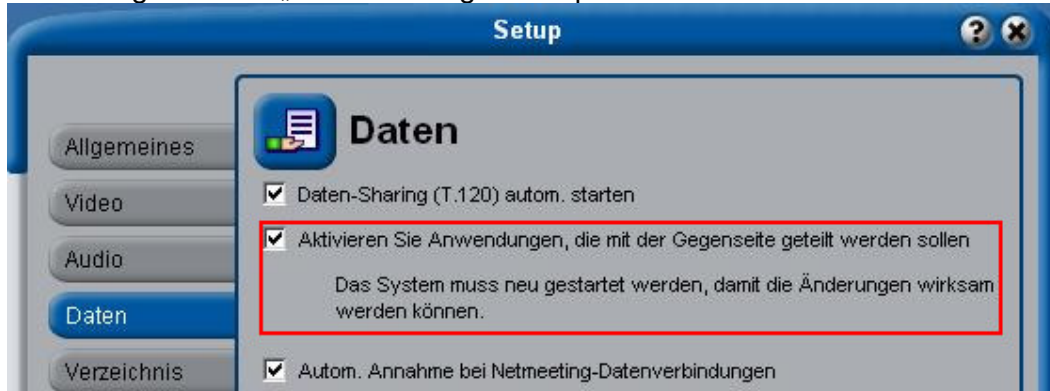 Setup
Daten
Allgemeines
Video
Audio
Daten
Verzeichnis
Daten-Sharing (T.120) autom. starten
Aktivieren Sie Anwendungen, die mit der Gegenseite geteilt werden sollen
Das System muss neu gestartet werden, damit die Änderungen wirksam
werden können.
Autom. Annahme bei Netmeeting-Datenverbindungen